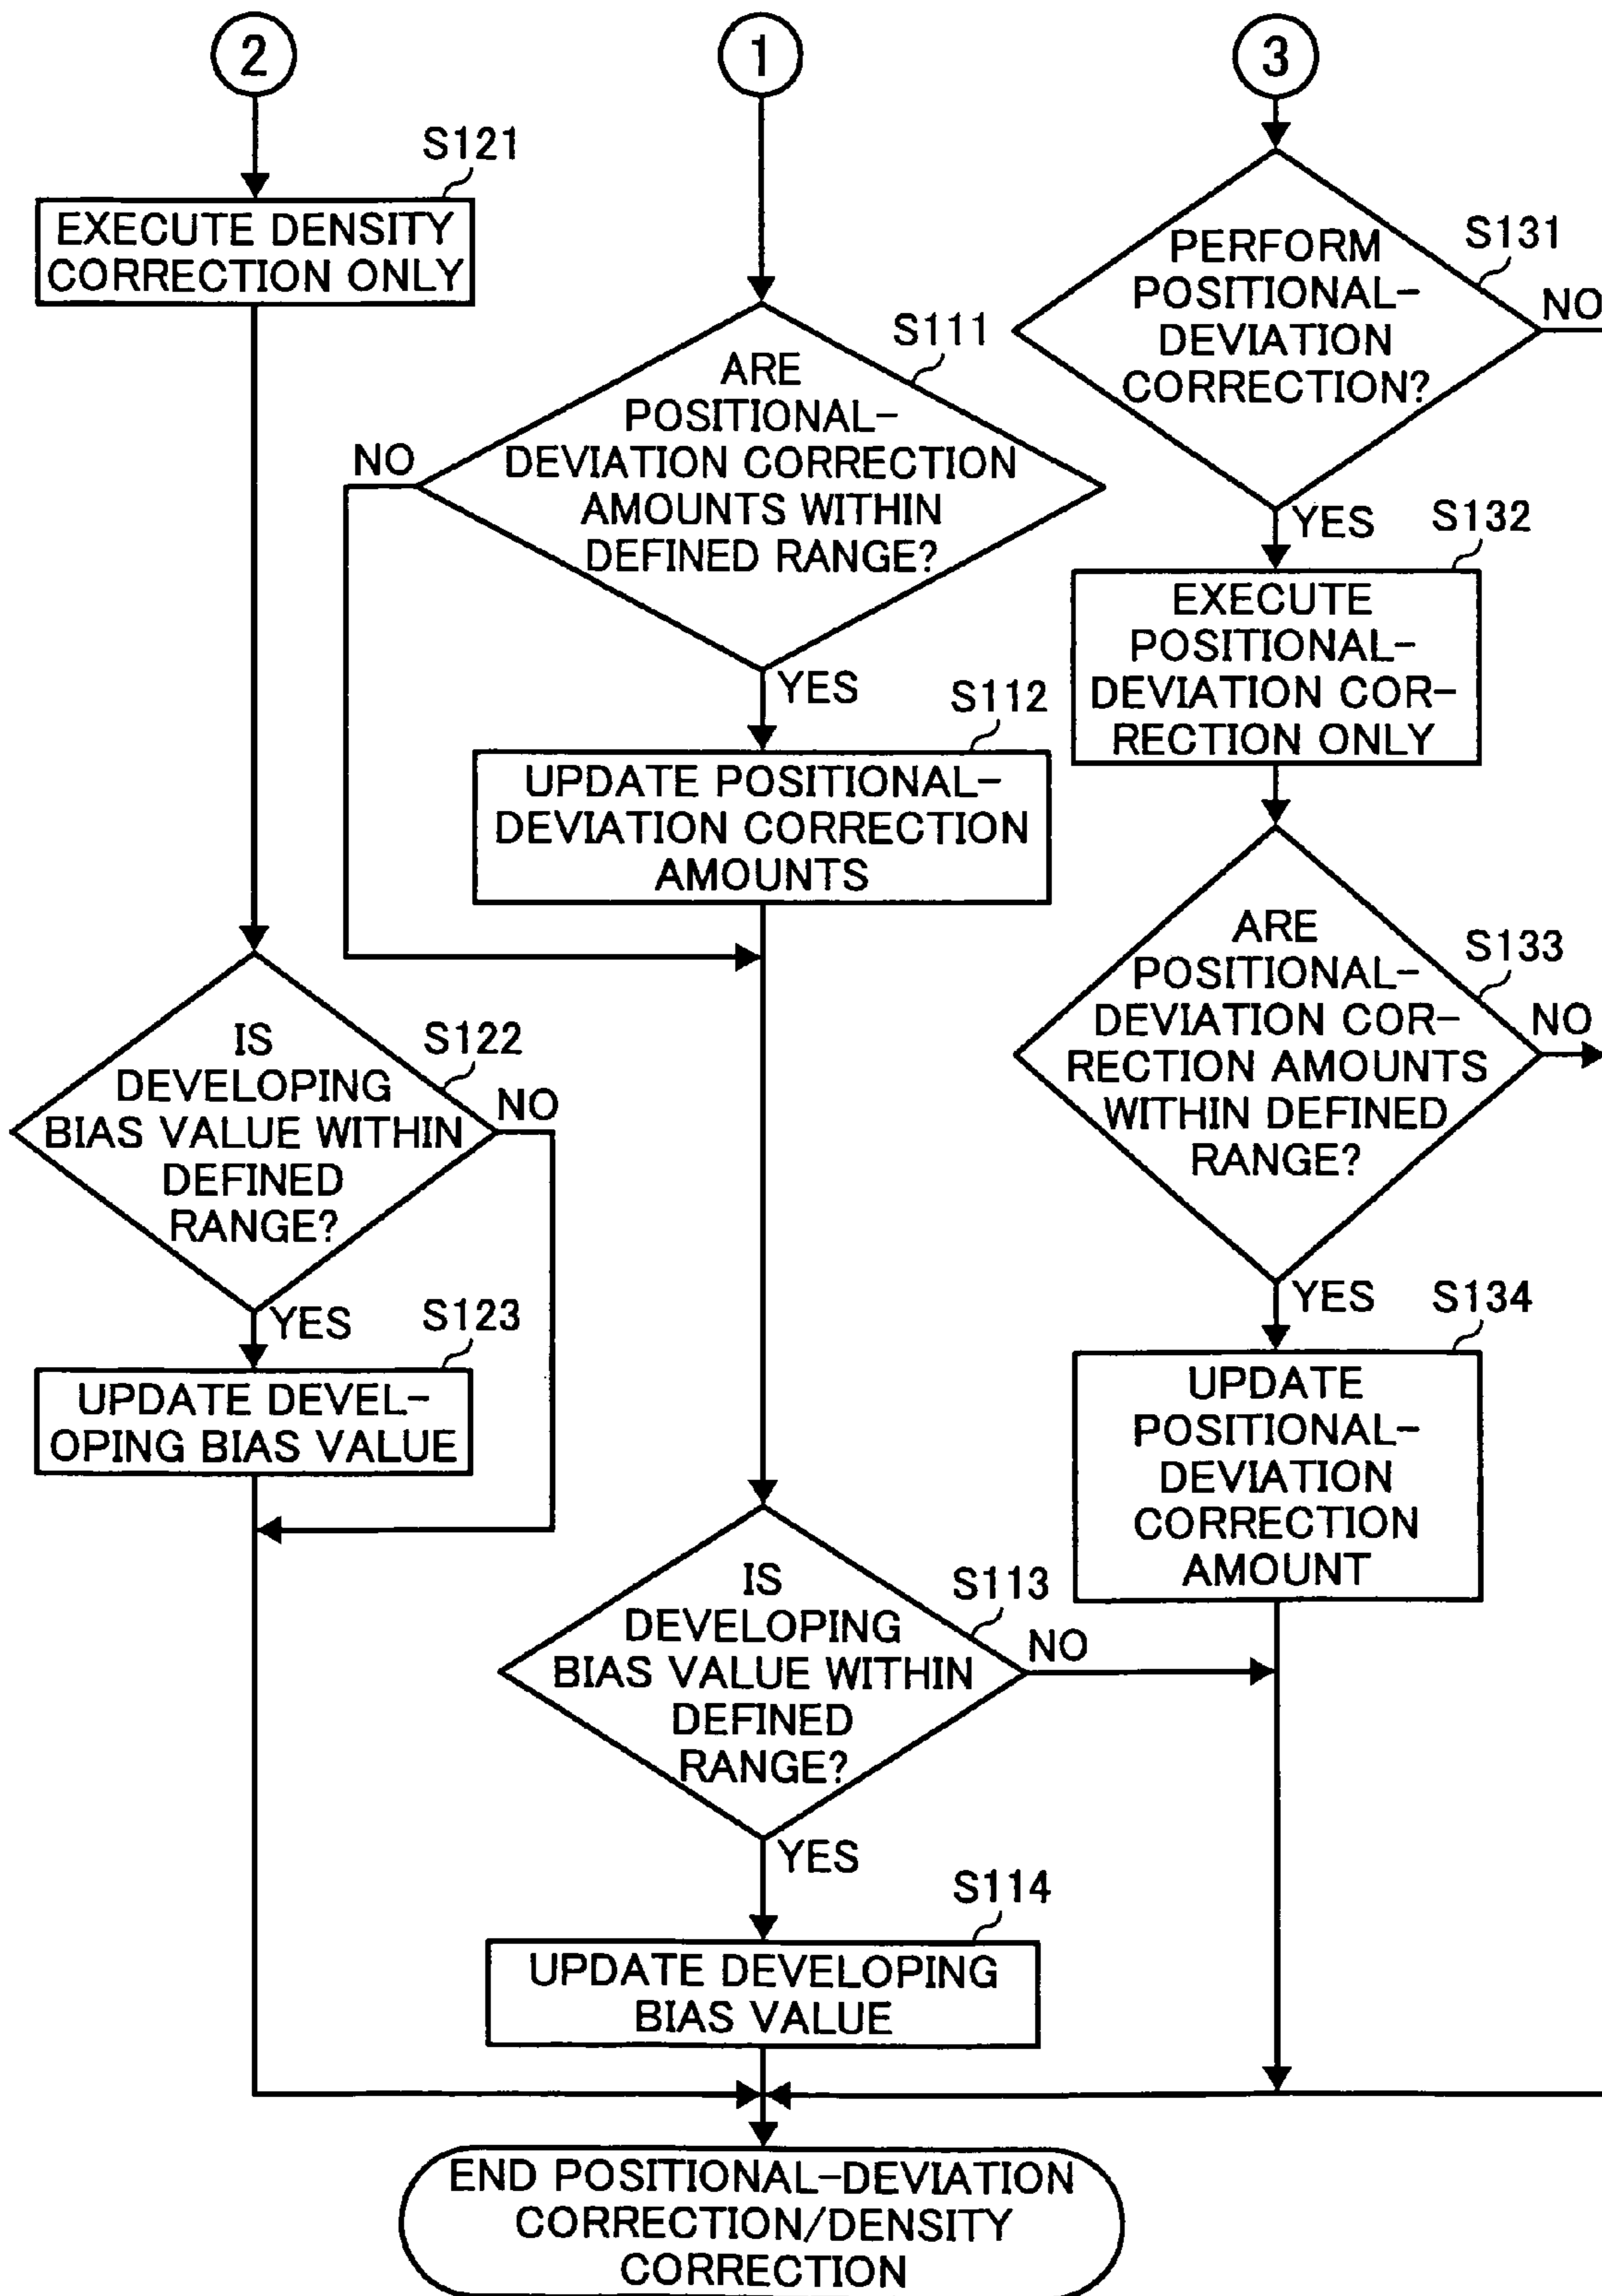 2
S121
EXECUTE DENSITY
CORRECTION ONLY
IS
DEVELOPING
BIAS VALUE WITHIN
DEFINED
RANGE?
S122
NO
YES
S123
UPDATE DEVEL-
OPING BIAS VALUE
1
S111
ARE
POSITIONAL-
DEVIATION CORRECTION
AMOUNTS WITHIN
DEFINED RANGE?
NO
YES
S112
UPDATE POSITIONAL-
DEVIATION CORRECTION
AMOUNTS
IS
DEVELOPING
BIAS VALUE WITHIN
DEFINED
RANGE?
S113
NO
YES
S114
UPDATE DEVELOPING
BIAS VALUE
3
S131
PERFORM
POSITIONAL-
DEVIATION
CORRECTION?
NO
YES
S132
EXECUTE
POSITIONAL-
DEVIATION COR-
RECTION ONLY
ARE
POSITIONAL-
DEVIATION COR-
RECTION AMOUNTS
WITHIN DEFINED
RANGE?
S133
NO
YES
S134
UPDATE
POSITIONAL-
DEVIATION
CORRECTION
AMOUNT
END POSITIONAL-DEVIATION
CORRECTION/DENSITY
CORRECTION